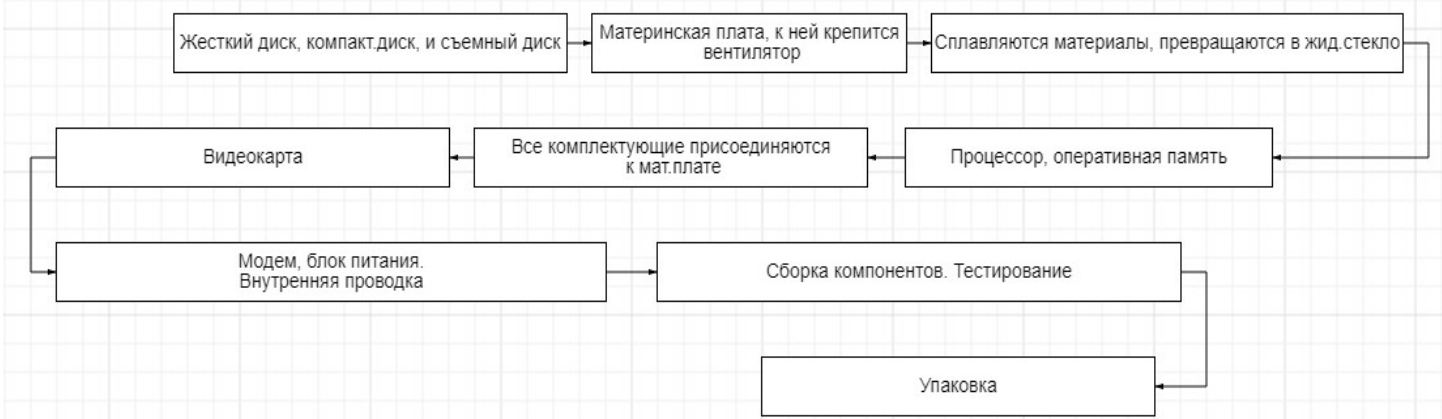 Жесткий диск, компакт.диск, и съемный диск
Материнская плата, к ней крепится
вентилятор
Сплавляются материалы, превращаются в жид.стекло
Процессор, оперативная память
Все комплектующие присоединяются
к мат.плате
Видеокарта
Модем, блок питания.
Внутренняя проводка
Сборка компонентов. Тестирование
Упаковка